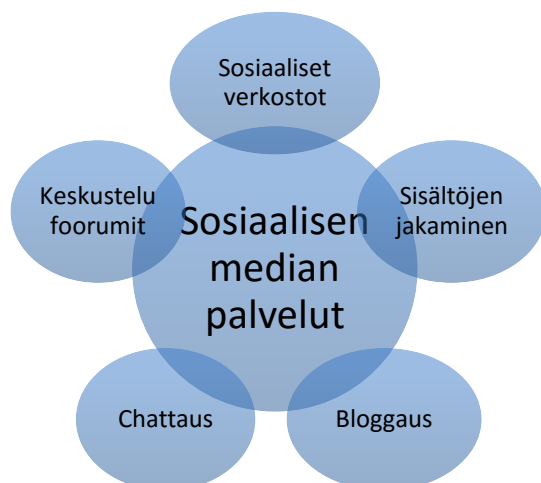 Sosiaaliset
verkostot
Keskustelu
foorumit
Sisältöjen
jakaminen
Sosiaalisen
median
palvelut
Chattaus
Bloggaus